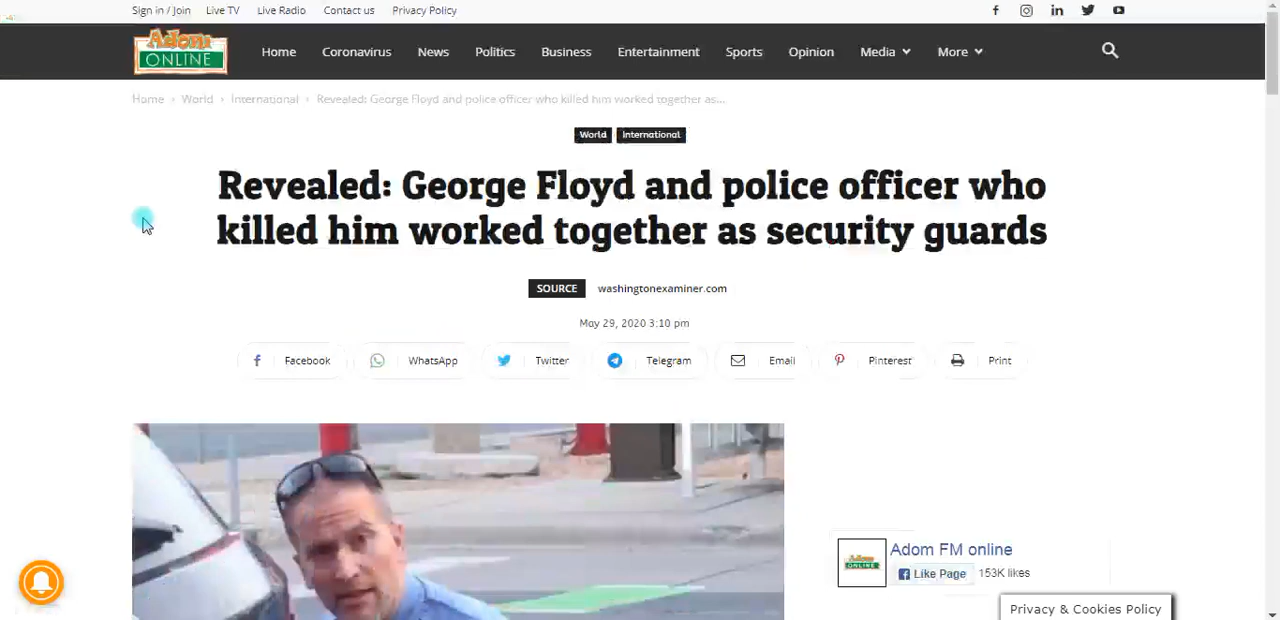 Sign in / Join Live TV Live Radio Contact us Privacy Policy
Adom ONLINE Home Coronavirus News Politics Business Entertainment Sports Opinion Media More
Home › World › International › Revealed: George Floyd and police officer who killed him worked together as...
World International
Revealed: George Floyd and police officer who
killed him worked together as security guards
SOURCE washingtonexaminer.com
May 29, 2020 3:10 pm
Facebook WhatsApp Twitter Telegram Email Pinterest Print
Adom FM online
Adom ONLINE
Like Page 153K likes
Privacy & Cookies Policy